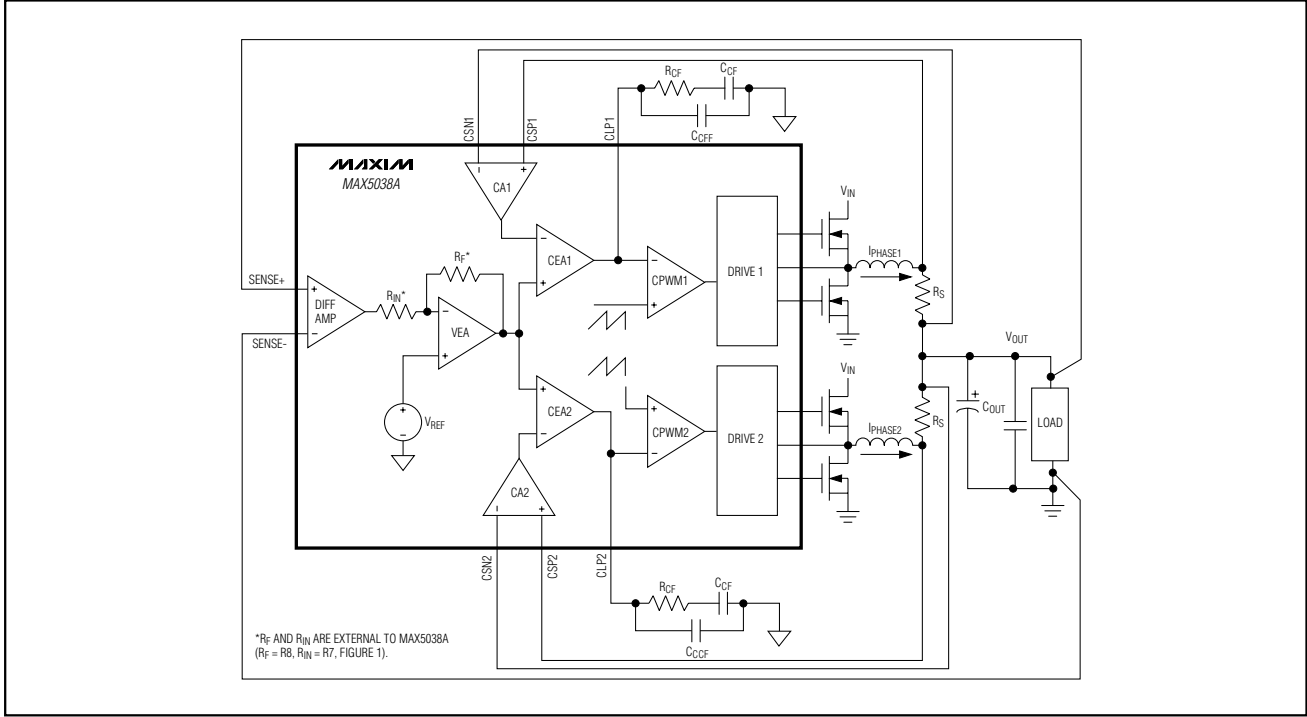 RCF
CCF
CCFF
CSN1
CSP1
CLP1
MAXIM
MAX5038A
CA1
VIN
SENSE+
RF*
CEA1
CPWM1
DRIVE 1
IPHASE1
RS
DIFF
AMP
RIN*
VEA
SENSE-
VOUT
VIN
VREF
CEA2
CPWM2
DRIVE 2
IPHASE2
RS
COUT
LOAD
CA2
CSN2
CSP2
CLP2
RCF
CCF
CCCF
*RF AND RIN ARE EXTERNAL TO MAX5038A
(RF = R8, RIN = R7, FIGURE 1).